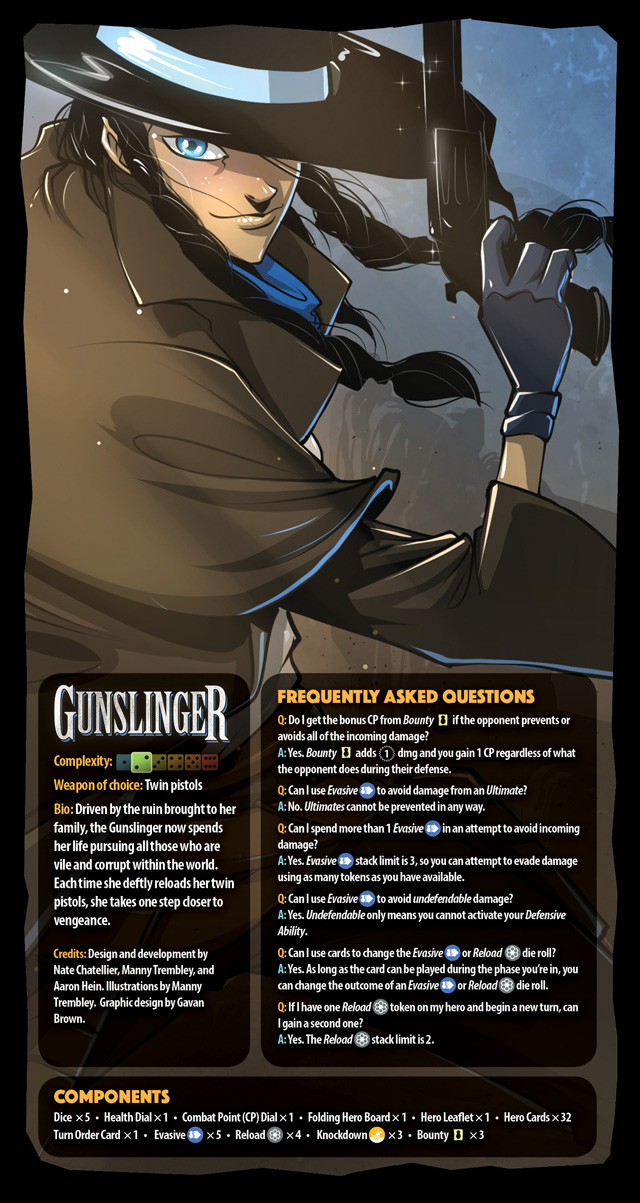 GUNSLINGER
Complexity:
Weapon of choice: Twin pistols
Bio: Driven by the ruin brought to her
family, the Gunslinger now spends
her life pursuing all those who are
vile and corrupt within the world.
Each time she deftly reloads her twin
pistols, she takes one step closer to
vengeance.
Credits: Design and development by
Nate Chatellier, Manny Trembley, and
Aaron Hein. Illustrations by Manny
Trembley. Graphic design by Gavan
Brown.
FREQUENTLY ASKED QUESTIONS
Q: Do I get the bonus CP from Bounty if the opponent prevents or
avoids all of the incoming damage?
A: Yes. Bounty adds 1 dmg and you gain 1 CP regardless of what
the opponent does during their defense.
Q: Can I use Evasive to avoid damage from an Ultimate?
A: No. Ultimates cannot be prevented in any way.
Q: Can I spend more than 1 Evasive in an attempt to avoid incoming
damage?
A: Yes. Evasive stack limit is 3, so you can attempt to evade damage
using as many tokens as you have available.
Q: Can I use Evasive to avoid undefendable damage?
A: Yes. Undefendable only means you cannot activate your Defensive
Ability.
Q: Can I use cards to change the Evasive or Reload die roll?
A: Yes. As long as the card can be played during the phase you're in, you
can change the outcome of an Evasive or Reload die roll.
Q: If I have one Reload token on my hero and begin a new turn, can
I gain a second one?
A: Yes. The Reload stack limit is 2.
COMPONENTS
Dice ×5 • Health Dial ×1 • Combat Point (CP) Dial ×1 • Folding Hero Board ×1 • Hero Leaflet ×1 • Hero Cards ×32
Turn Order Card ×1 • Evasive ×5 • Reload ×4 • Knockdown ×3 • Bounty ×3